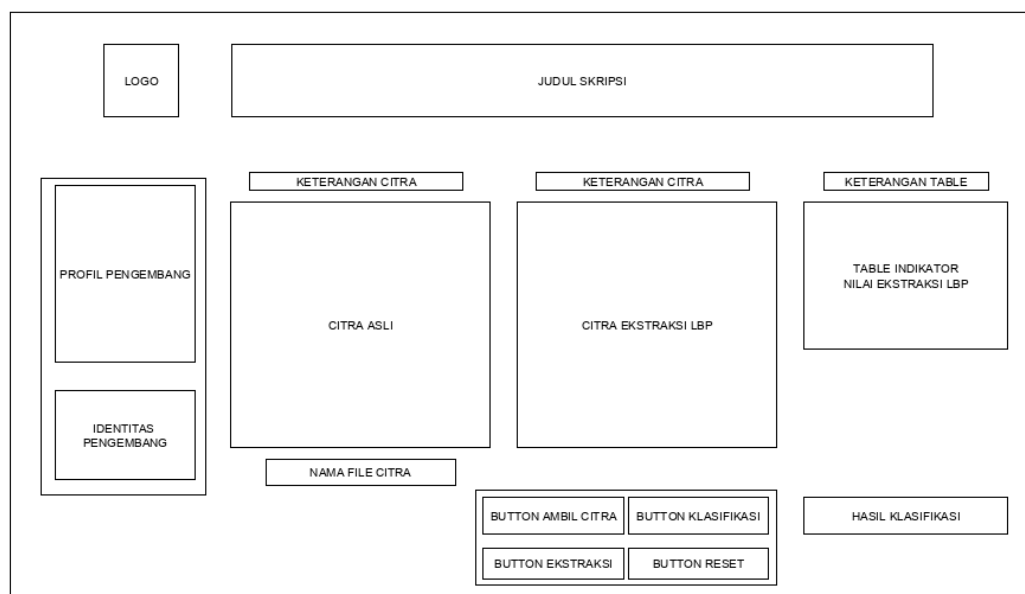 LOGO
JUDUL SKRIPSI
KETERANGAN CITRA
KETERANGAN CITRA
KETERANGAN TABLE
PROFIL PENGEMBANG
CITRA ASLI
CITRA EKSTRAKSI LBP
TABLE INDIKATOR
NILAI EKSTRAKSI LBP
IDENTITAS
PENGEMBANG
NAMA FILE CITRA
BUTTON AMBIL CITRA
BUTTON KLASIFIKASI
HASIL KLASIFIKASI
BUTTON EKSTRAKSI
BUTTON RESET